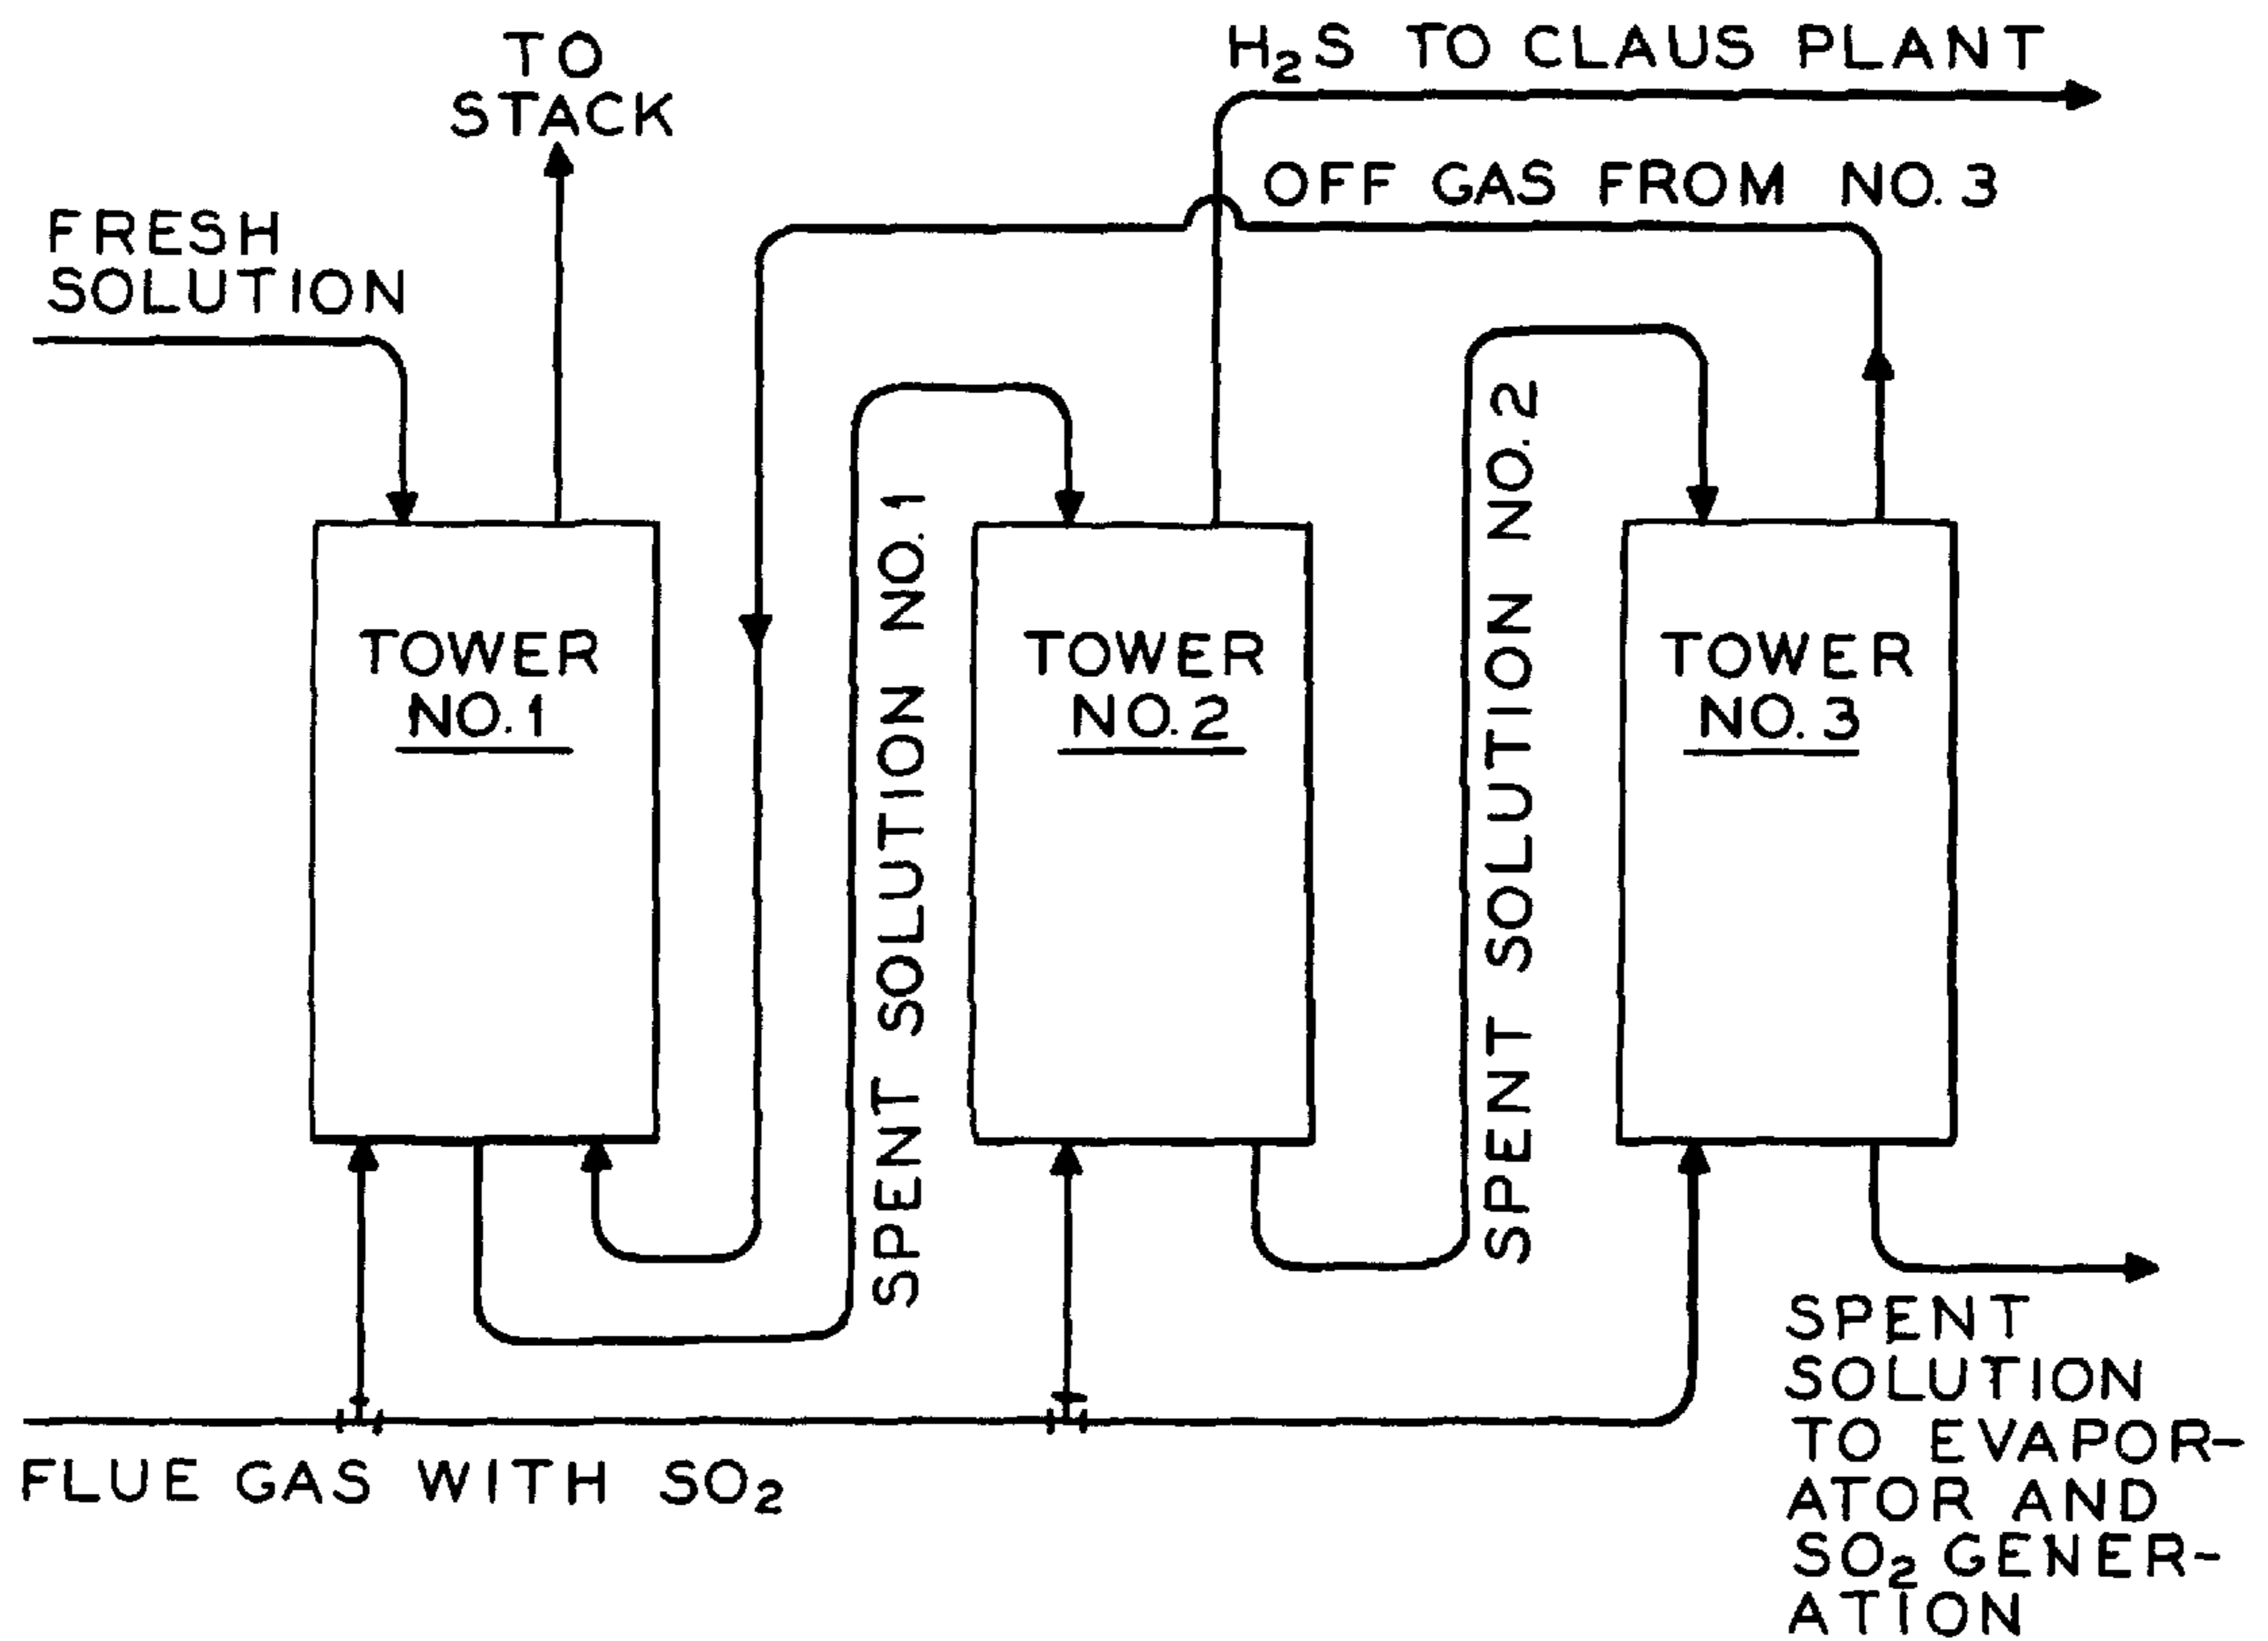 TO
STACK
H₂S TO CLAUS PLANT
OFF GAS FROM NO. 3
FRESH
SOLUTION
SPENT SOLUTION NO. 1
SPENT SOLUTION NO. 2
TOWER
NO. 1
TOWER
NO. 2
TOWER
NO. 3
FLUE GAS WITH SO₂
SPENT
SOLUTION
TO EVAPOR-
ATOR AND
SO₂ GENER-
ATION